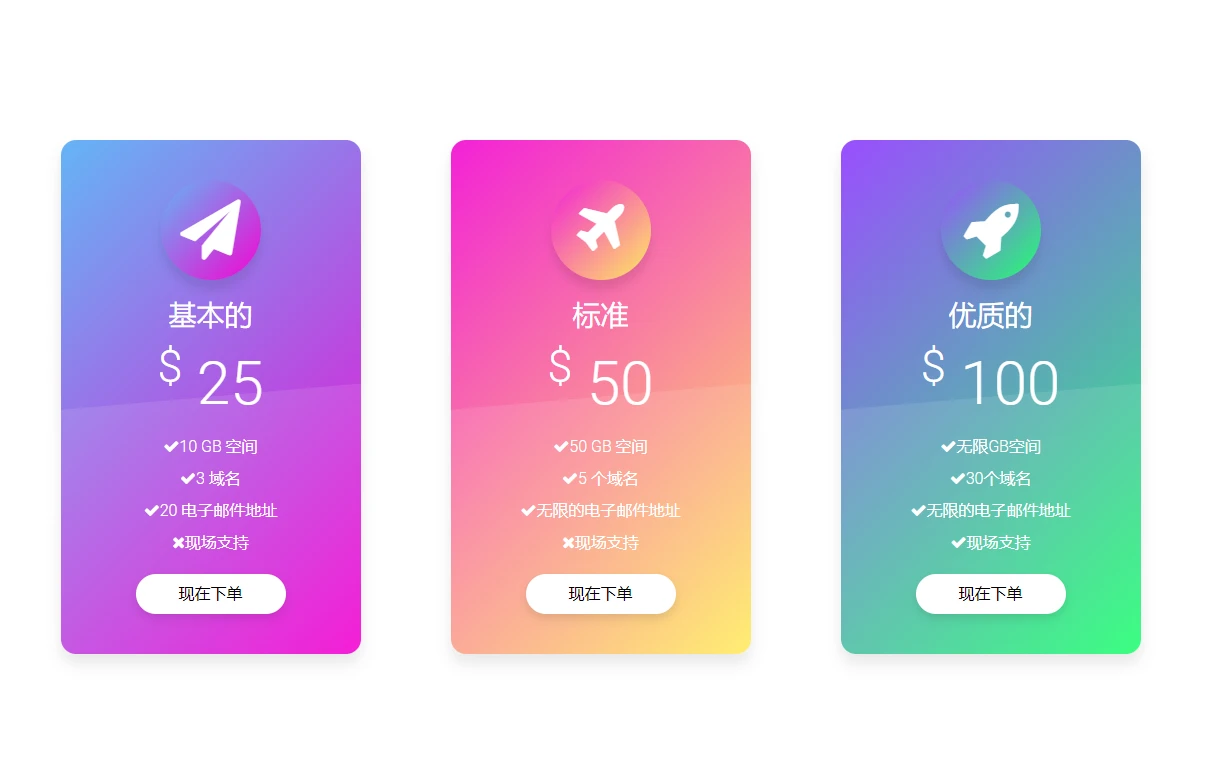 基本的
$ 25
✔10 GB 空间
✔3 域名
✔20 电子邮件地址
✖现场支持
现在下单
标准
$ 50
✔50 GB 空间
✔5 个域名
✔无限的电子邮件地址
✖现场支持
现在下单
优质的
$ 100
✔无限GB空间
✔30个域名
✔无限的电子邮件地址
✔现场支持
现在下单